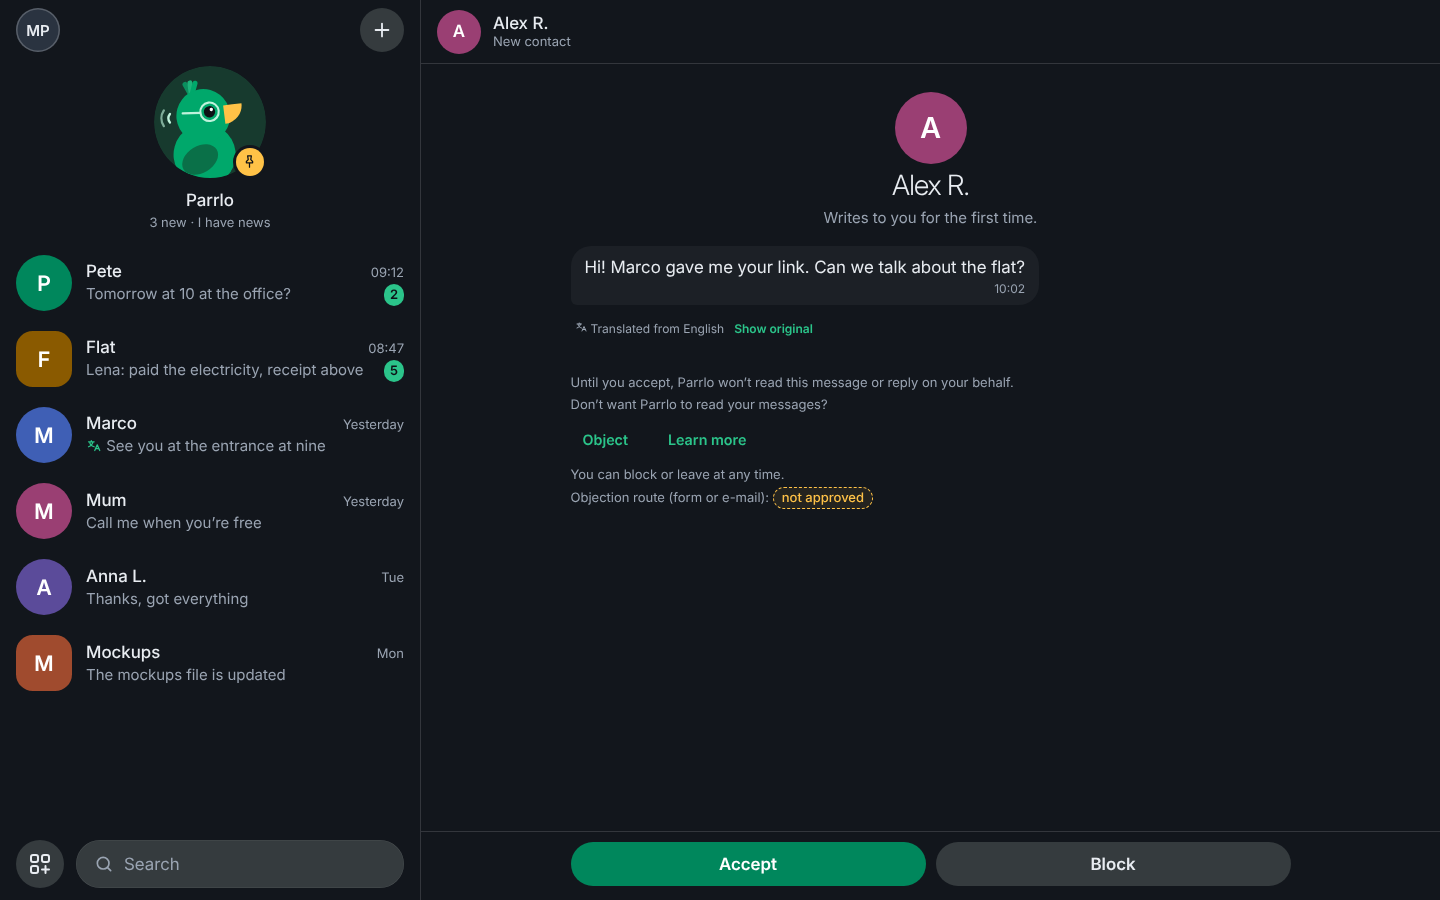 MP
Parrlo
3 new · I have news
P
Pete
09:12
Tomorrow at 10 at the office?
2
F
Flat
08:47
Lena: paid the electricity, receipt above
5
M
Marco
Yesterday
See you at the entrance at nine
M
Mum
Yesterday
Call me when you’re free
A
Anna L.
Tue
Thanks, got everything
M
Mockups
Mon
The mockups file is updated
Search
A
Alex R.
New contact
A
Alex R.
Writes to you for the first time.
Hi! Marco gave me your link. Can we talk about the flat?
10:02
Translated from English Show original
Until you accept, Parrlo won’t read this message or reply on your behalf.
Don’t want Parrlo to read your messages?
Object Learn more
You can block or leave at any time.
Objection route (form or e-mail): not approved
Accept
Block